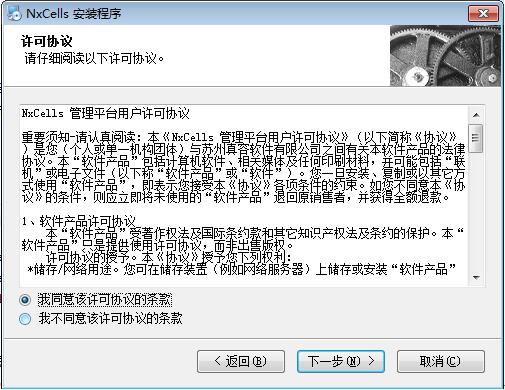 NxCells 安装程序
许可协议
请仔细阅读以下许可协议。
NxCells 管理平台用户许可协议
重要须知-请认真阅读：本《NxCells 管理平台用户许可协议》（以下简称《协议》
）是您（个人或单一机构团体）与苏州真容软件有限公司之间有关本软件产品的法律
协议。本“软件产品”包括计算机软件、相关媒体及任何印刷材料，并可能包括“联
机”或电子文件（以下称“软件产品”或“软件”）。您一旦安装、复制或以其它方
式使用“软件产品”，即表示您接受本《协议》各项条件的约束。如您不同意本《协
议》的条件，则应立即将未使用的“软件产品”退回原销售者，并获得全额退款。
1、软件产品许可协议
本“软件产品”受著作权法及国际条约款和其它知识产权法及条约的保护。本“
软件产品”只是提供使用许可协议，而非出售版权。
许可协议的授予。本《协议》授予您下列权利：
*储存/网络用途。您可在储存装置（例如网络服务器）上储存或安装“软件产品”
我同意该许可协议的条款
我不同意该许可协议的条款
< 返回(B)
下一步(N) >
取消(C)